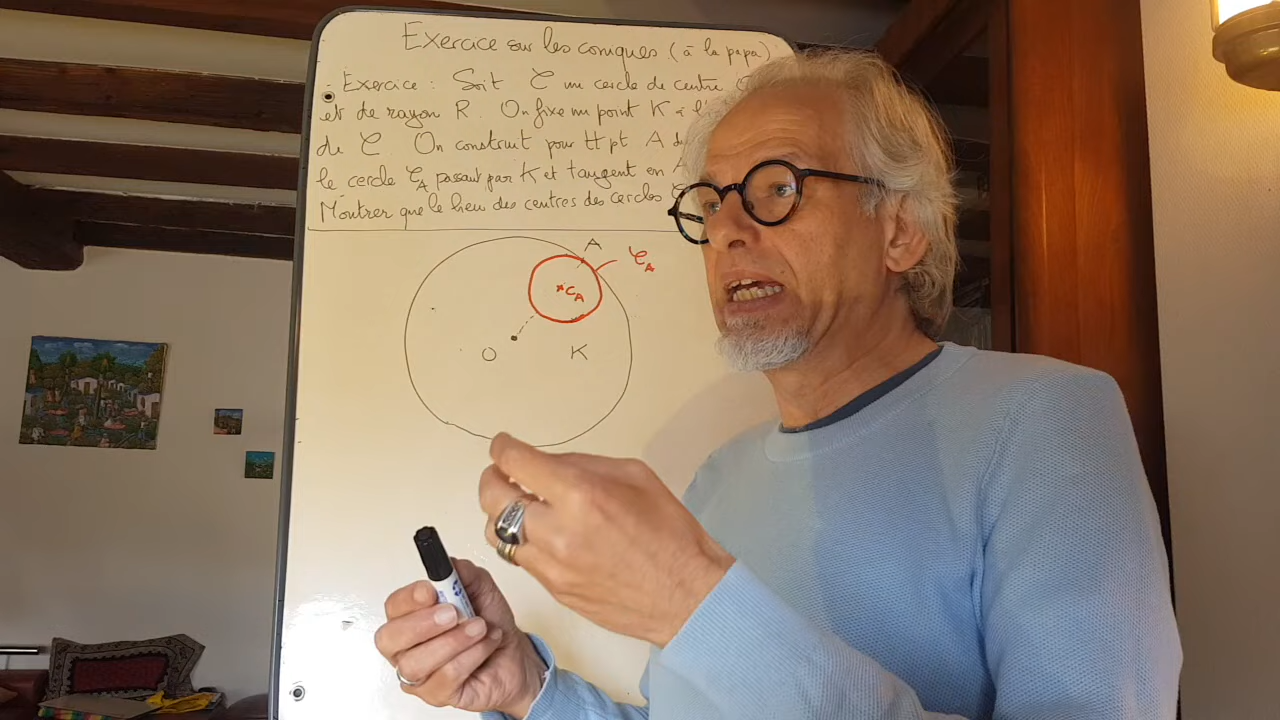 Exercice sur les coniques (à la papa)
- Exercice : Soit C un cercle de centre
et de rayon R. On fixe un point K à l'
de C On construit pour tt pt A du
le cercle C_A passant par K et tangent en A
Montrer que le lieu des centres des cercles
A
C_A
C_A
O
K